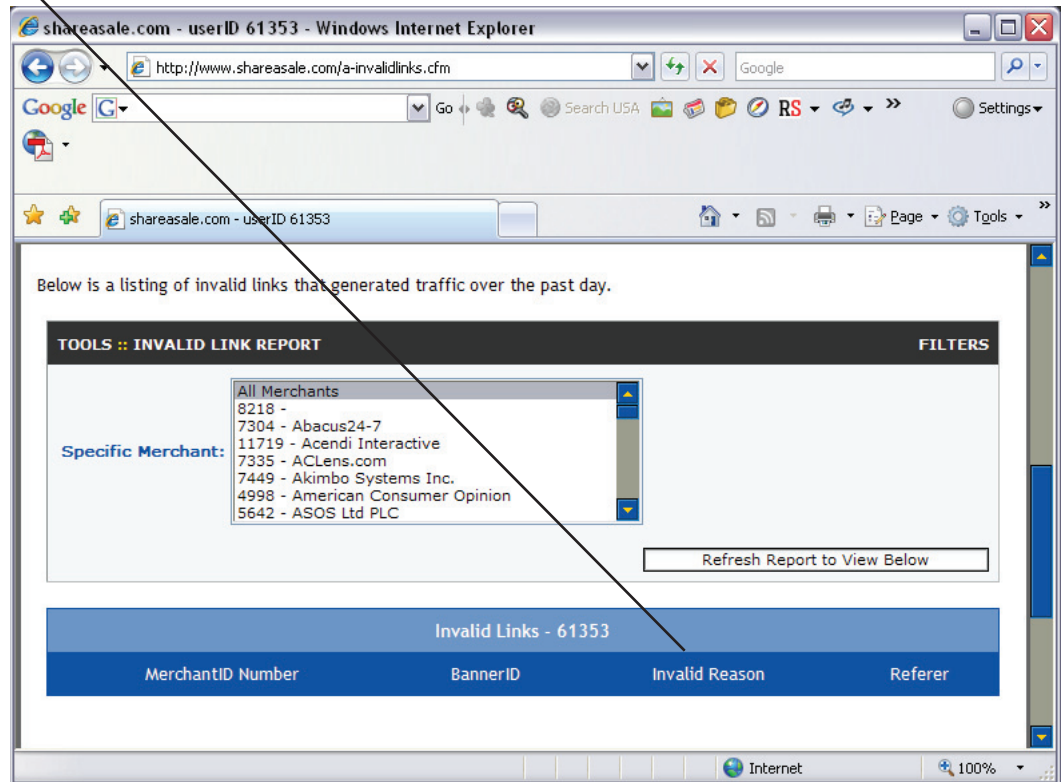 shareasale.com - userID 61353 - Windows Internet Explorer
http://www.shareasale.com/a-invalidlinks.cfm
Google
Google G Go Search USA RS » Settings
shareasale.com - userID 61353 Page Tools »
Below is a listing of invalid links that generated traffic over the past day.
TOOLS :: INVALID LINK REPORT FILTERS
Specific Merchant:
All Merchants
8218 -
7304 - Abacus24-7
11719 - Acendi Interactive
7335 - ACLens.com
7449 - Akimbo Systems Inc.
4998 - American Consumer Opinion
5642 - ASOS Ltd PLC
Refresh Report to View Below
Invalid Links - 61353
MerchantID Number BannerID Invalid Reason Referer
Internet 100%